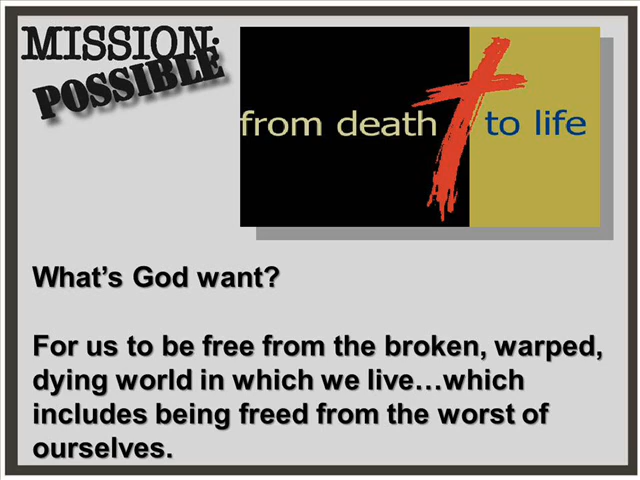 MISSION:
POSSIBLE
from death to life
What's God want?
For us to be free from the broken, warped,
dying world in which we live…which
includes being freed from the worst of
ourselves.